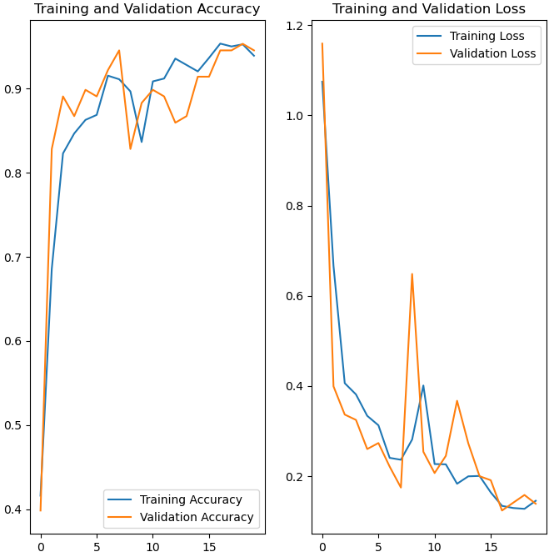 Training and Validation Accuracy
0.9
0.8
0.7
0.6
0.5
0.4
Training Accuracy
Validation Accuracy
0 5 10 15
Training and Validation Loss
1.2
1.0
0.8
0.6
0.4
0.2
Training Loss
Validation Loss
0 5 10 15